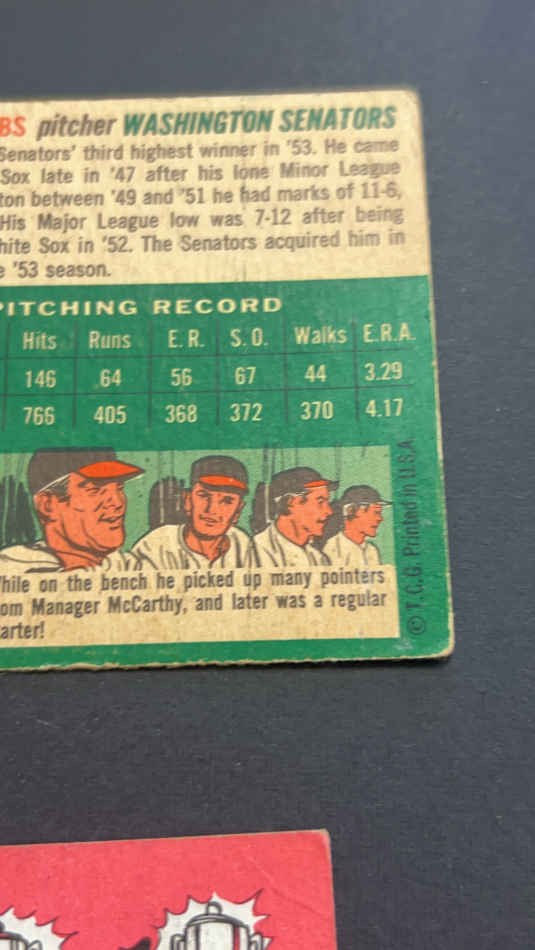 BS pitcher WASHINGTON SENATORS
Senators' third highest winner in '53. He came
Sox late in '47 after his lone Minor League
ton between '49 and '51 he had marks of 11-6,
His Major League low was 7-12 after being
hite Sox in '52. The Senators acquired him in
e '53 season.
PITCHING RECORD
Hits Runs E.R. S.O. Walks E.R.A.
146 64 56 67 44 3.29
766 405 368 372 370 4.17
hile on the bench he picked up many pointers
om Manager McCarthy, and later was a regular
arter!
© T.C.G. Printed in U.S.A.